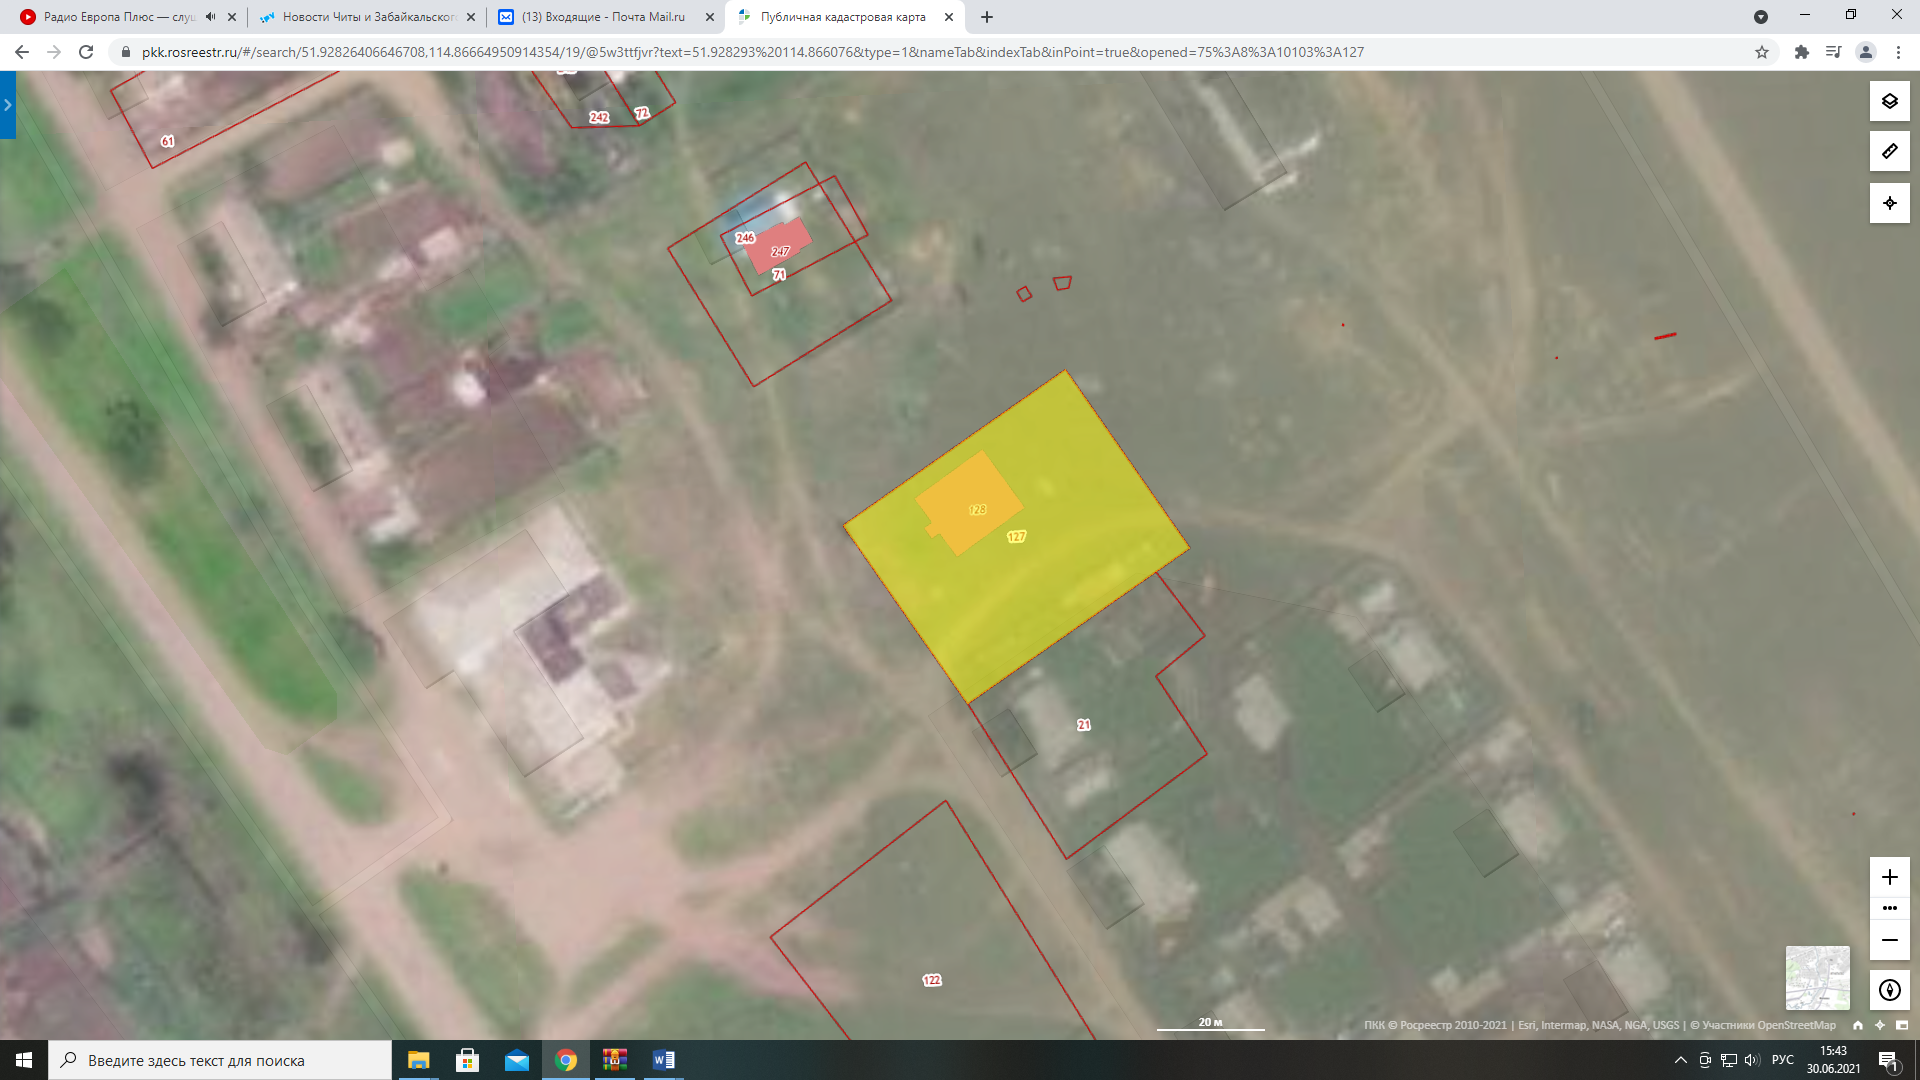 Радио Европа Плюс — слу
Новости Читы и Забайкальског
(13) Входящие - Почта Mail.ru
Публичная кадастровая карта
pkk.rosreestr.ru/#/search/51.92826406646708,114.86664950914354/19/@5w3ttfjvr?text=51.928293%20114.866076&type=1&nameTab&indexTab&inPoint=true&opened=75%3A8%3A10103%3A127
61
242
72
246
247
71
128
127
21
122
20 м
ПКК © Росреестр 2010-2021 | Esri, Intermap, NASA, NGA, USGS | © Участники OpenStreetMap
Введите здесь текст для поиска
РУС
15:43
30.06.2021
1